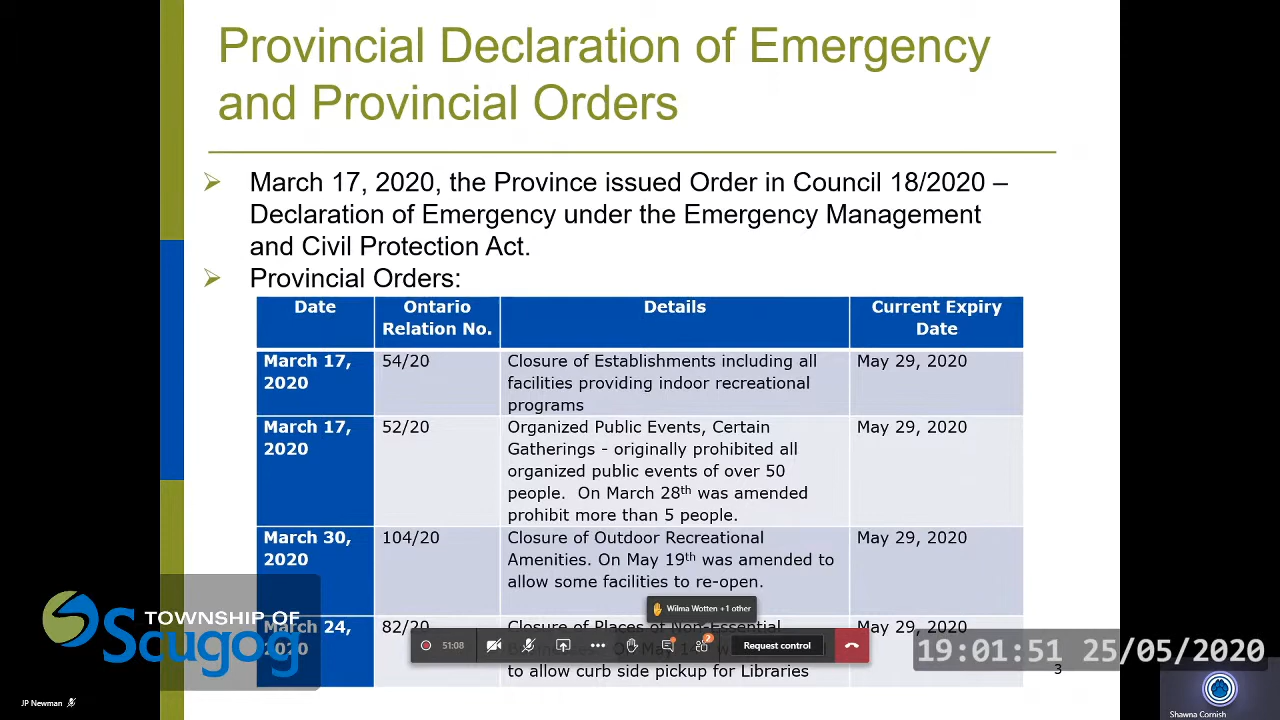 Provincial Declaration of Emergency
and Provincial Orders
March 17, 2020, the Province issued Order in Council 18/2020 –
Declaration of Emergency under the Emergency Management
and Civil Protection Act.
Provincial Orders:
Date
Ontario
Relation No.
Details
Current Expiry
Date
March 17,
2020
54/20
Closure of Establishments including all
facilities providing indoor recreational
programs
May 29, 2020
March 17,
2020
52/20
Organized Public Events, Certain
Gatherings - originally prohibited all
organized public events of over 50
people. On March 28th was amended
prohibit more than 5 people.
May 29, 2020
March 30,
2020
104/20
Closure of Outdoor Recreational
Amenities. On May 19th was amended to
allow some facilities to re-open.
May 29, 2020
March 24,
2020
82/20
Closure of Places of Non-Essential
to allow curb side pickup for Libraries
May 29, 2020
Wilma Wotten +1 other
51:08
2
Request control
TOWNSHIP OF
Scugog
19:01:51 25/05/2020
3
JP Newman
Shawna Cornish